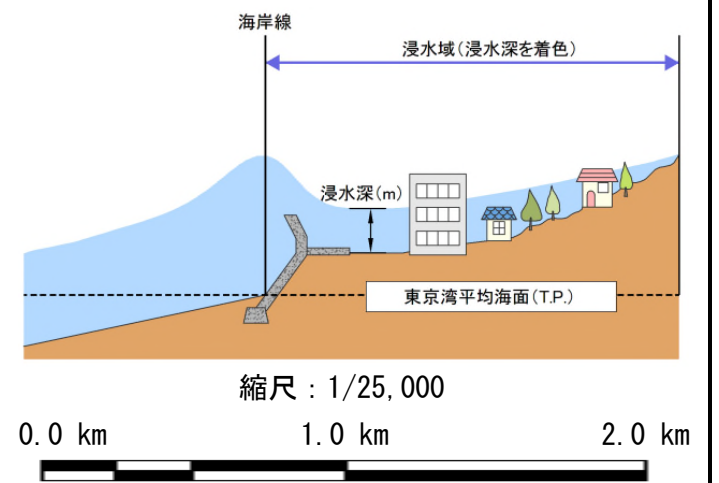 海岸線
浸水域（浸水深を着色）
浸水深（m）
東京湾平均海面（T.P.）
縮尺：1/25,000
0.0 km 1.0 km 2.0 km